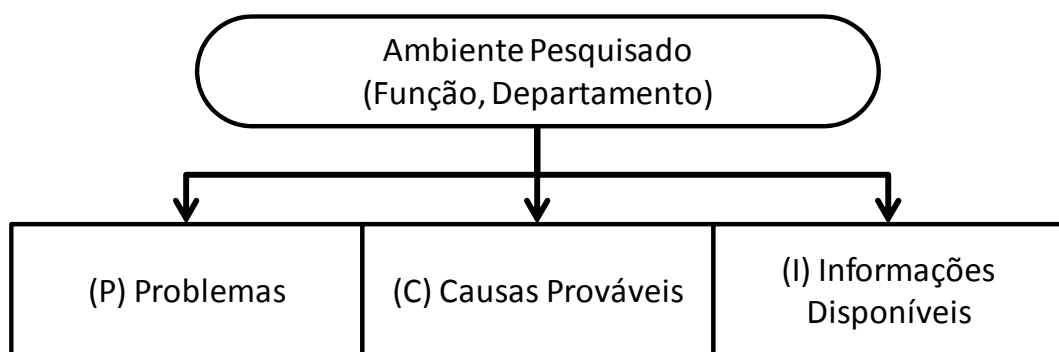 Ambiente Pesquisado
(Função, Departamento)
(P) Problemas
(C) Causas Prováveis
(I) Informações
Disponíveis